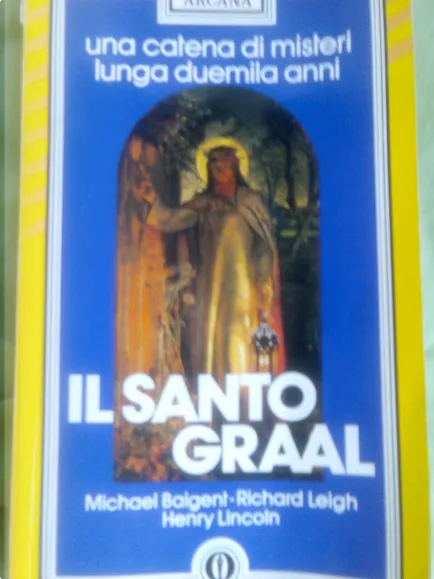 ARCANA
una catena di misteri
lunga duemila anni
IL SANTO
GRAAL
Michael Baigent · Richard Leigh
Henry Lincoln